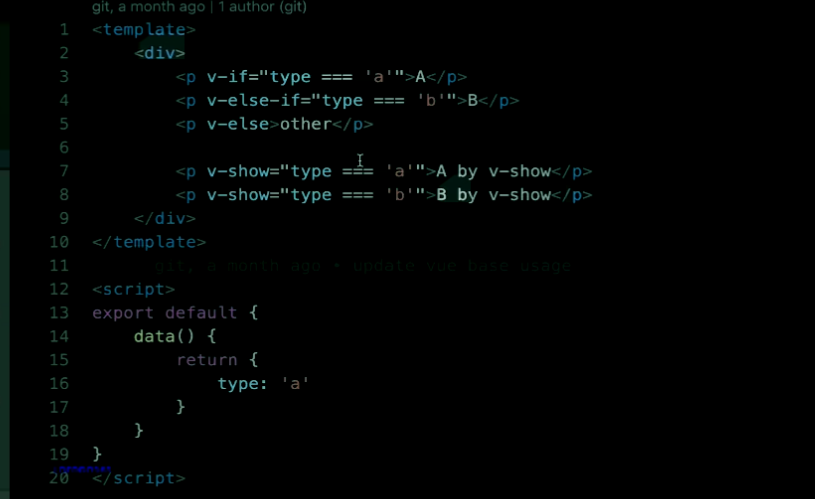 git, a month ago | 1 author (git)
1 <template>
2     <div>
3         <p v-if="type === 'a'">A</p>
4         <p v-else-if="type === 'b'">B</p>
5         <p v-else>other</p>
6
7         <p v-show="type === 'a'">A by v-show</p>
8         <p v-show="type === 'b'">B by v-show</p>
9     </div>
10 </template>
11       git, a month ago • update vue base usage
12 <script>
13 export default {
14     data() {
15         return {
16             type: 'a'
17         }
18     }
19 }
20 </script>